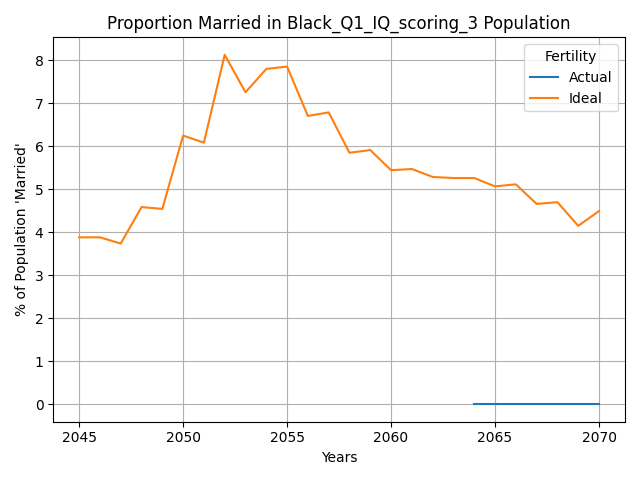 Proportion Married in Black_Q1_IQ_scoring_3 Population
Fertility
Actual
Ideal
8
7
6
5
4
3
2
1
0
% of Population 'Married'
2045
2050
2055
2060
2065
2070
Years